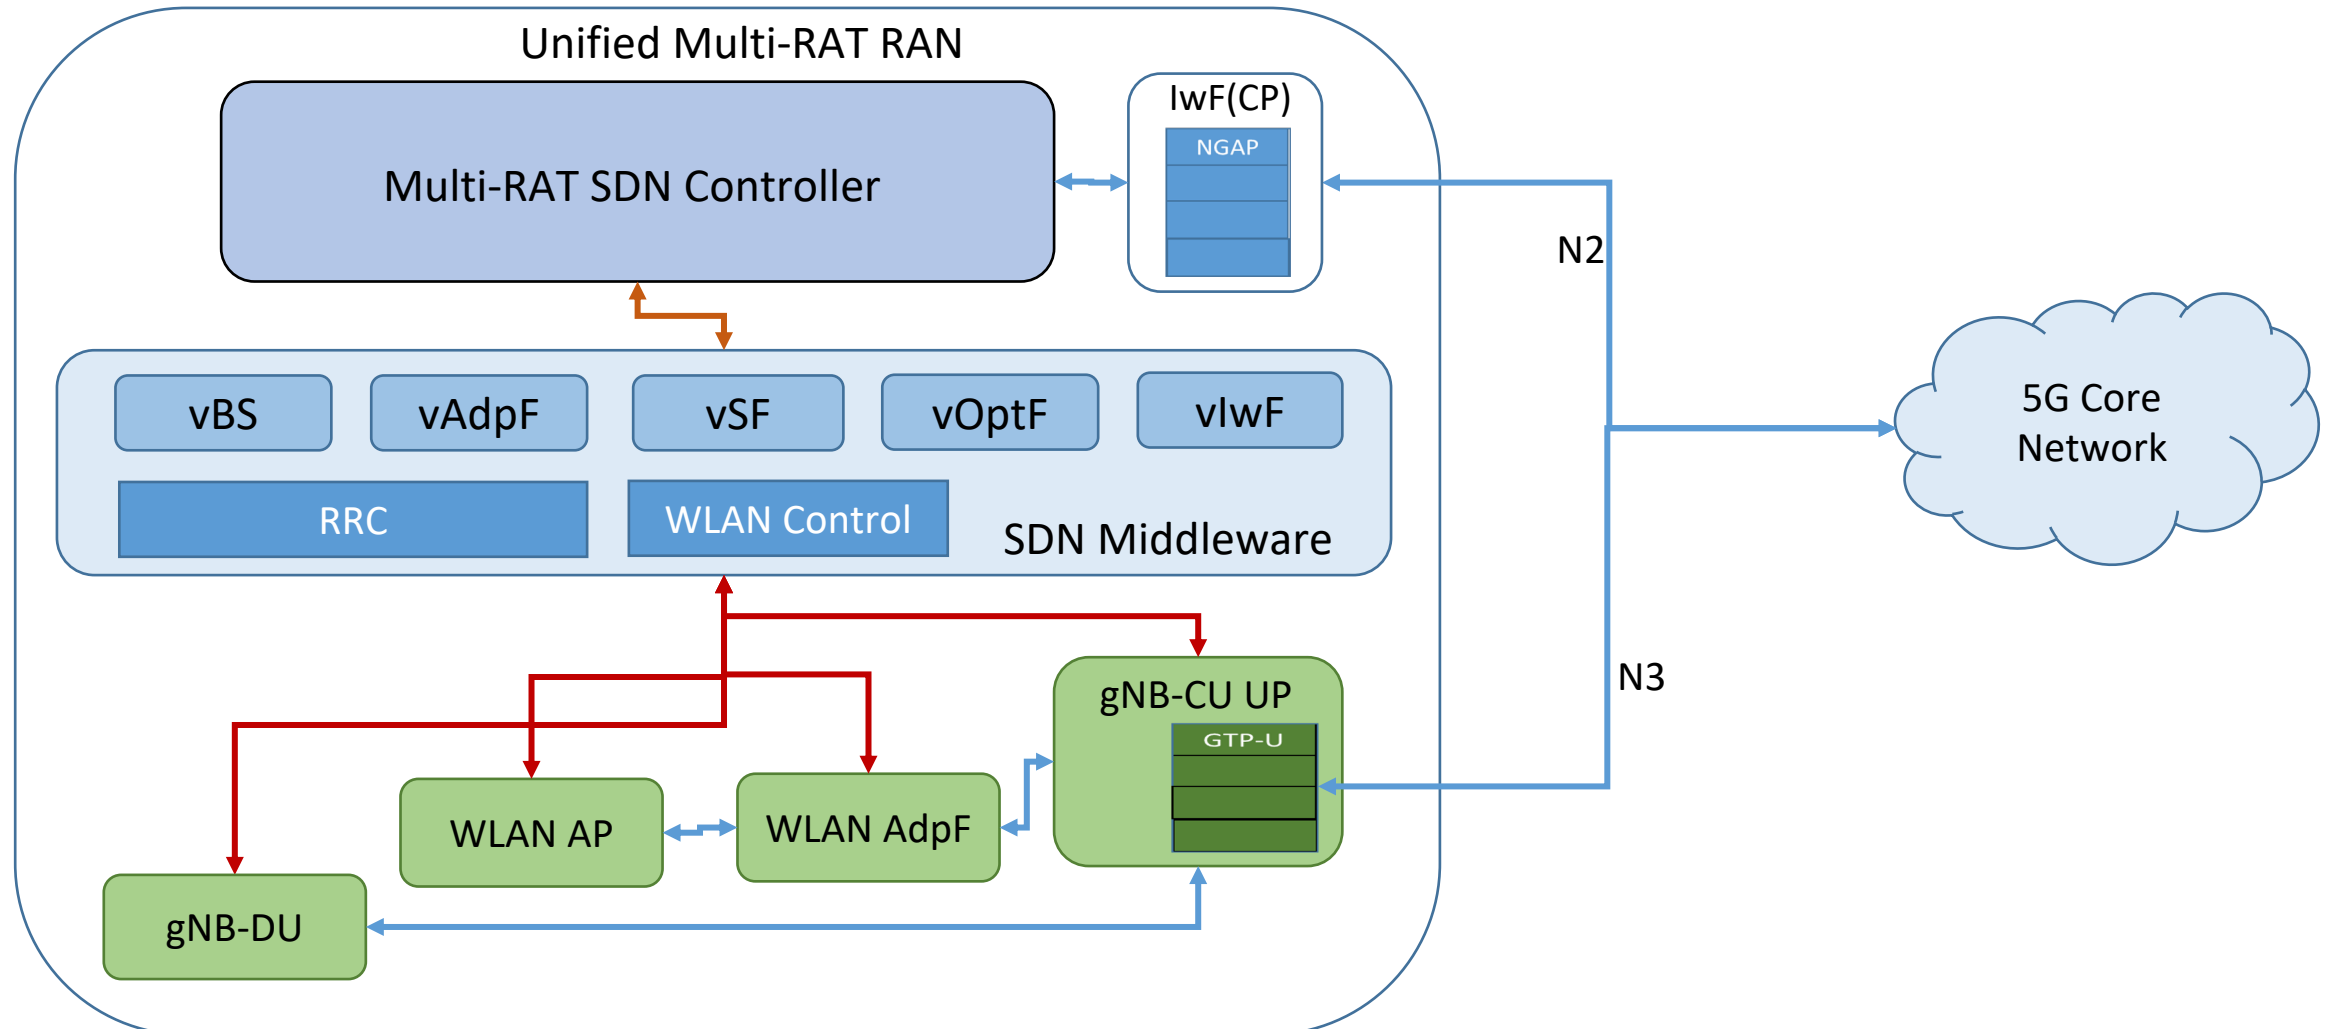 Unified Multi-RAT RAN
IwF(CP)
NGAP
Multi-RAT SDN Controller
N2
5G Core
Network
vBS
vAdpF
vSF
vOptF
vIwF
RRC
WLAN Control
SDN Middleware
N3
gNB-CU UP
GTP-U
WLAN AP
WLAN AdpF
gNB-DU